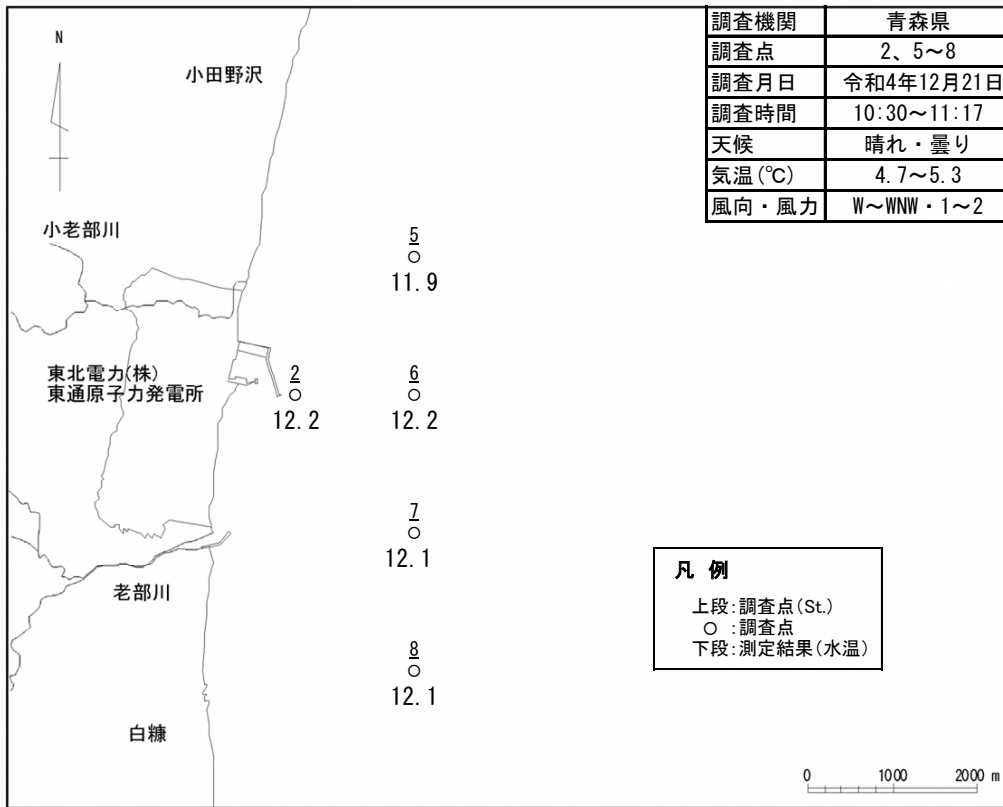 調査機関 青森県
調査点 2、5～8
調査月日 令和4年12月21日
調査時間 10:30～11:17
天候 晴れ・曇り
気温(℃) 4.7～5.3
風向・風力 W～WNW・1～2
N
小田野沢
小老部川
5
11.9
東北電力(株)
東通原子力発電所
2
12.2
6
12.2
7
12.1
老部川
8
12.1
白糠
凡 例
上段:調査点(St.)
○ :調査点
下段:測定結果(水温)
0 1000 2000 m